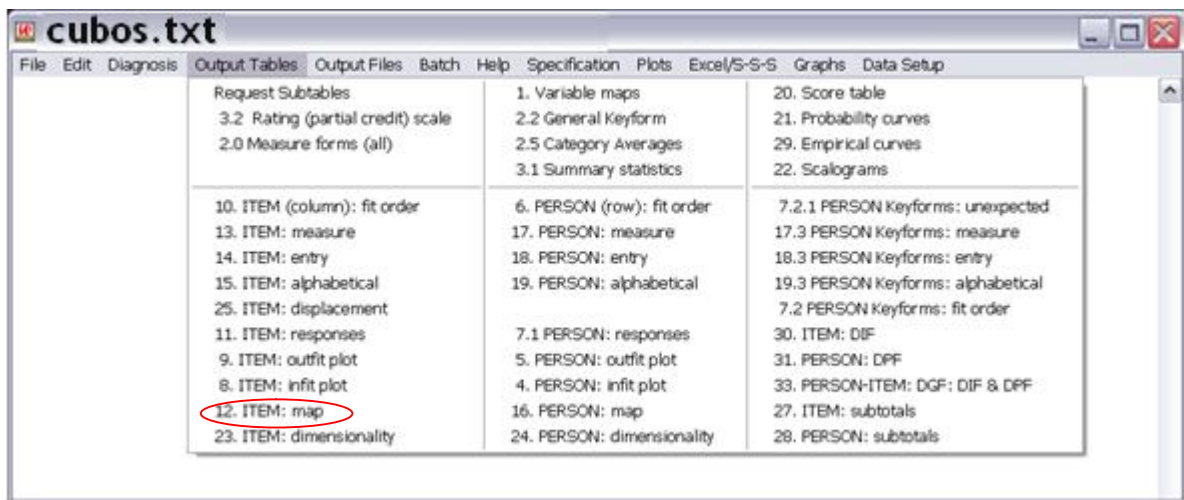 cubos.txt
File Edit Diagnosis Output Tables Output Files Batch Help Specification Plots Excel/S-S-S Graphs Data Setup
Request Subtables
3.2 Rating (partial credit) scale
2.0 Measure forms (all)
1. Variable maps
2.2 General Keyform
2.5 Category Averages
3.1 Summary statistics
20. Score table
21. Probability curves
29. Empirical curves
22. Scalograms
10. ITEM (column): fit order
13. ITEM: measure
14. ITEM: entry
15. ITEM: alphabetical
25. ITEM: displacement
11. ITEM: responses
9. ITEM: outfit plot
8. ITEM: infit plot
12. ITEM: map
23. ITEM: dimensionality
6. PERSON (row): fit order
17. PERSON: measure
18. PERSON: entry
19. PERSON: alphabetical
7.1 PERSON: responses
5. PERSON: outfit plot
4. PERSON: infit plot
16. PERSON: map
24. PERSON: dimensionality
7.2.1 PERSON Keyforms: unexpected
17.3 PERSON Keyforms: measure
18.3 PERSON Keyforms: entry
19.3 PERSON Keyforms: alphabetical
7.2 PERSON Keyforms: fit order
30. ITEM: DIF
31. PERSON: DPF
33. PERSON-ITEM: DGF: DIF & DPF
27. ITEM: subtotals
28. PERSON: subtotals